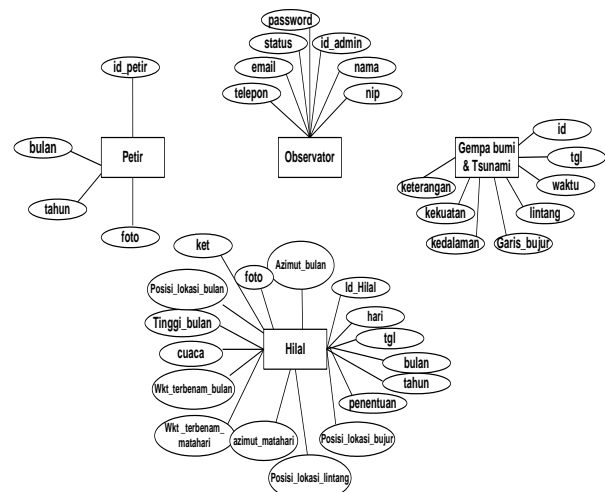 password
status
id_admin
email
nama
telepon
nip
Observator
id_petir
bulan
Petir
tahun
foto
id
Gempa bumi
& Tsunami
tgl
waktu
keterangan
kekuatan
lintang
kedalaman
Garis_bujur
ket
Azimut_bulan
foto
Posisi_lokasi_bulan
Id_Hilal
Tinggi_bulan
hari
tgl
cuaca
Hilal
bulan
Wkt_terbenam_bulan
tahun
penentuan
Wkt_terbenam_
matahari
azimut_matahari
Posisi_lokasi_bujur
Posisi_lokasi_lintang